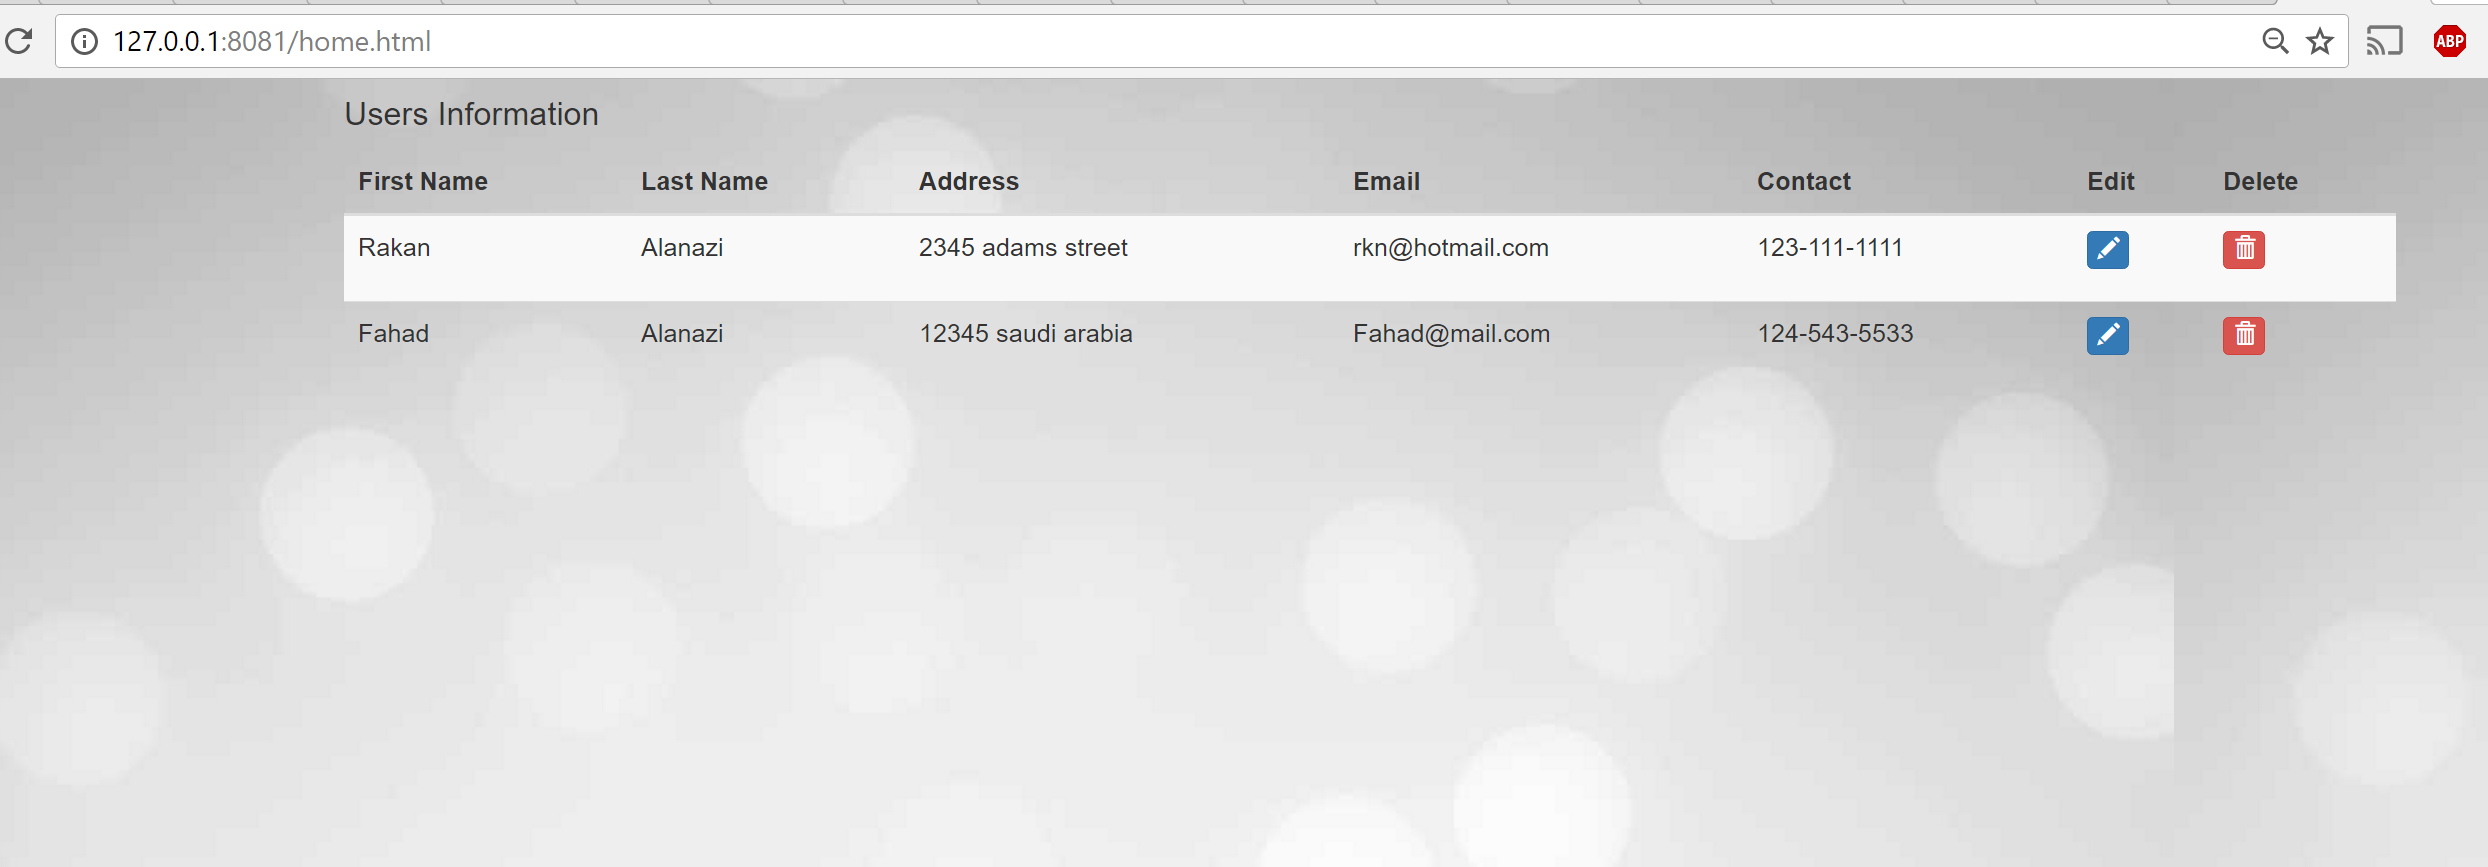 127.0.0.1:8081/home.html
ABP
Users Information
First Name Last Name Address Email Contact Edit Delete
Rakan Alanazi 2345 adams street rkn@hotmail.com 123-111-1111
Fahad Alanazi 12345 saudi arabia Fahad@mail.com 124-543-5533